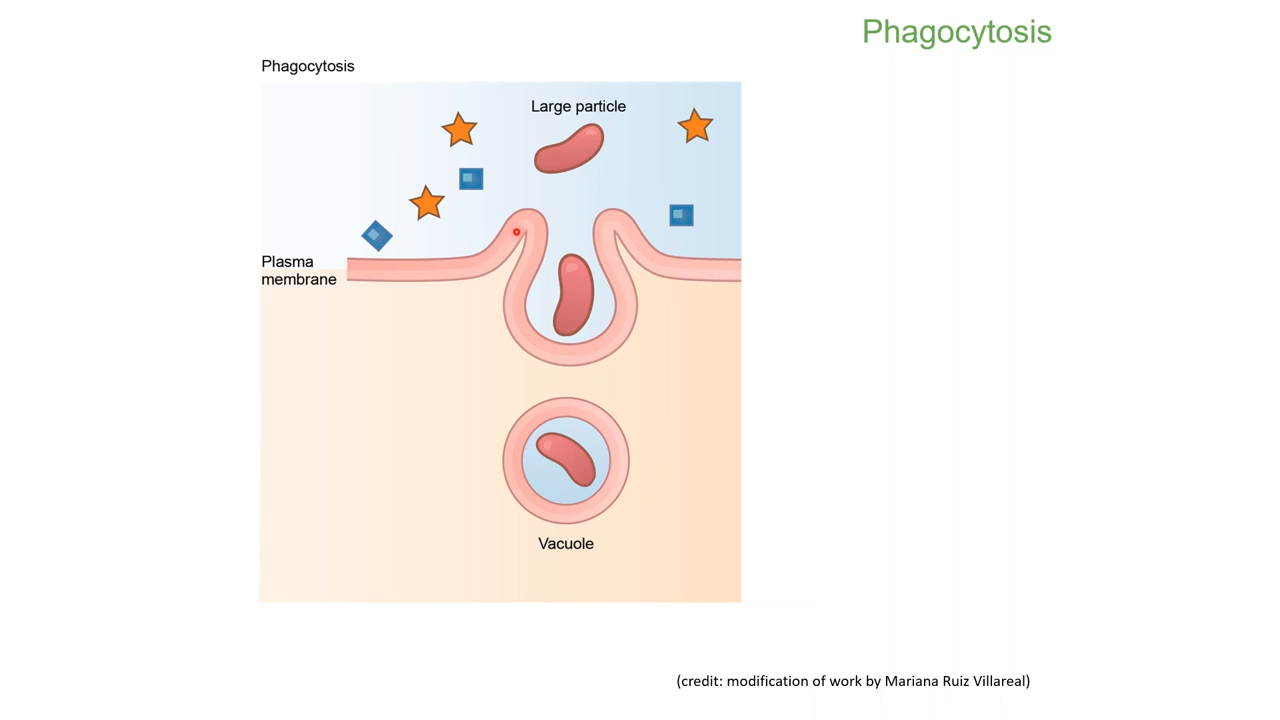 Phagocytosis
Phagocytosis
Large particle
Plasma
membrane
Vacuole
(credit: modification of work by Mariana Ruiz Villareal)